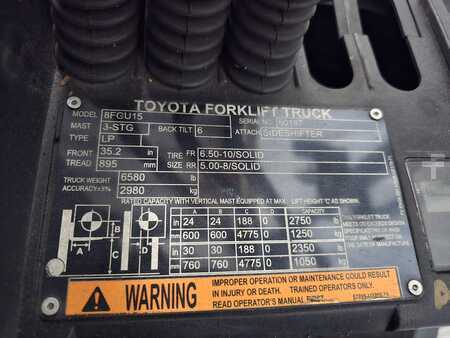 TOYOTA FORKLIFT TRUCK
MODEL 8FGU15 SERIAL No. 60197
MAST 3-STG BACK TILT 6 ATTACH. SIDESHIFTER
TYPE LP
FRONT 35.2 in TIRE FR 6.50-10/SOLID
TREAD 895 mm SIZE RR 5.00-8/SOLID
TRUCK WEIGHT 6580 lb
ACCURACY±3% 2980 kg
RATED CAPACITY WITH VERTICAL MAST EQUIPPED AT MAX. LIFT HEIGHT 'C' AS SHOWN
A B C D CAPACITY
in 24 24 188 0 2750 lb
mm 600 600 4775 0 1250 kg
in 30 30 188 0 2350 lb
mm 760 760 4775 0 1050 kg
WARNING
IMPROPER OPERATION OR MAINTENANCE COULD RESULT
IN INJURY OR DEATH. TRAINED OPERATORS ONLY.
READ OPERATOR'S MANUAL